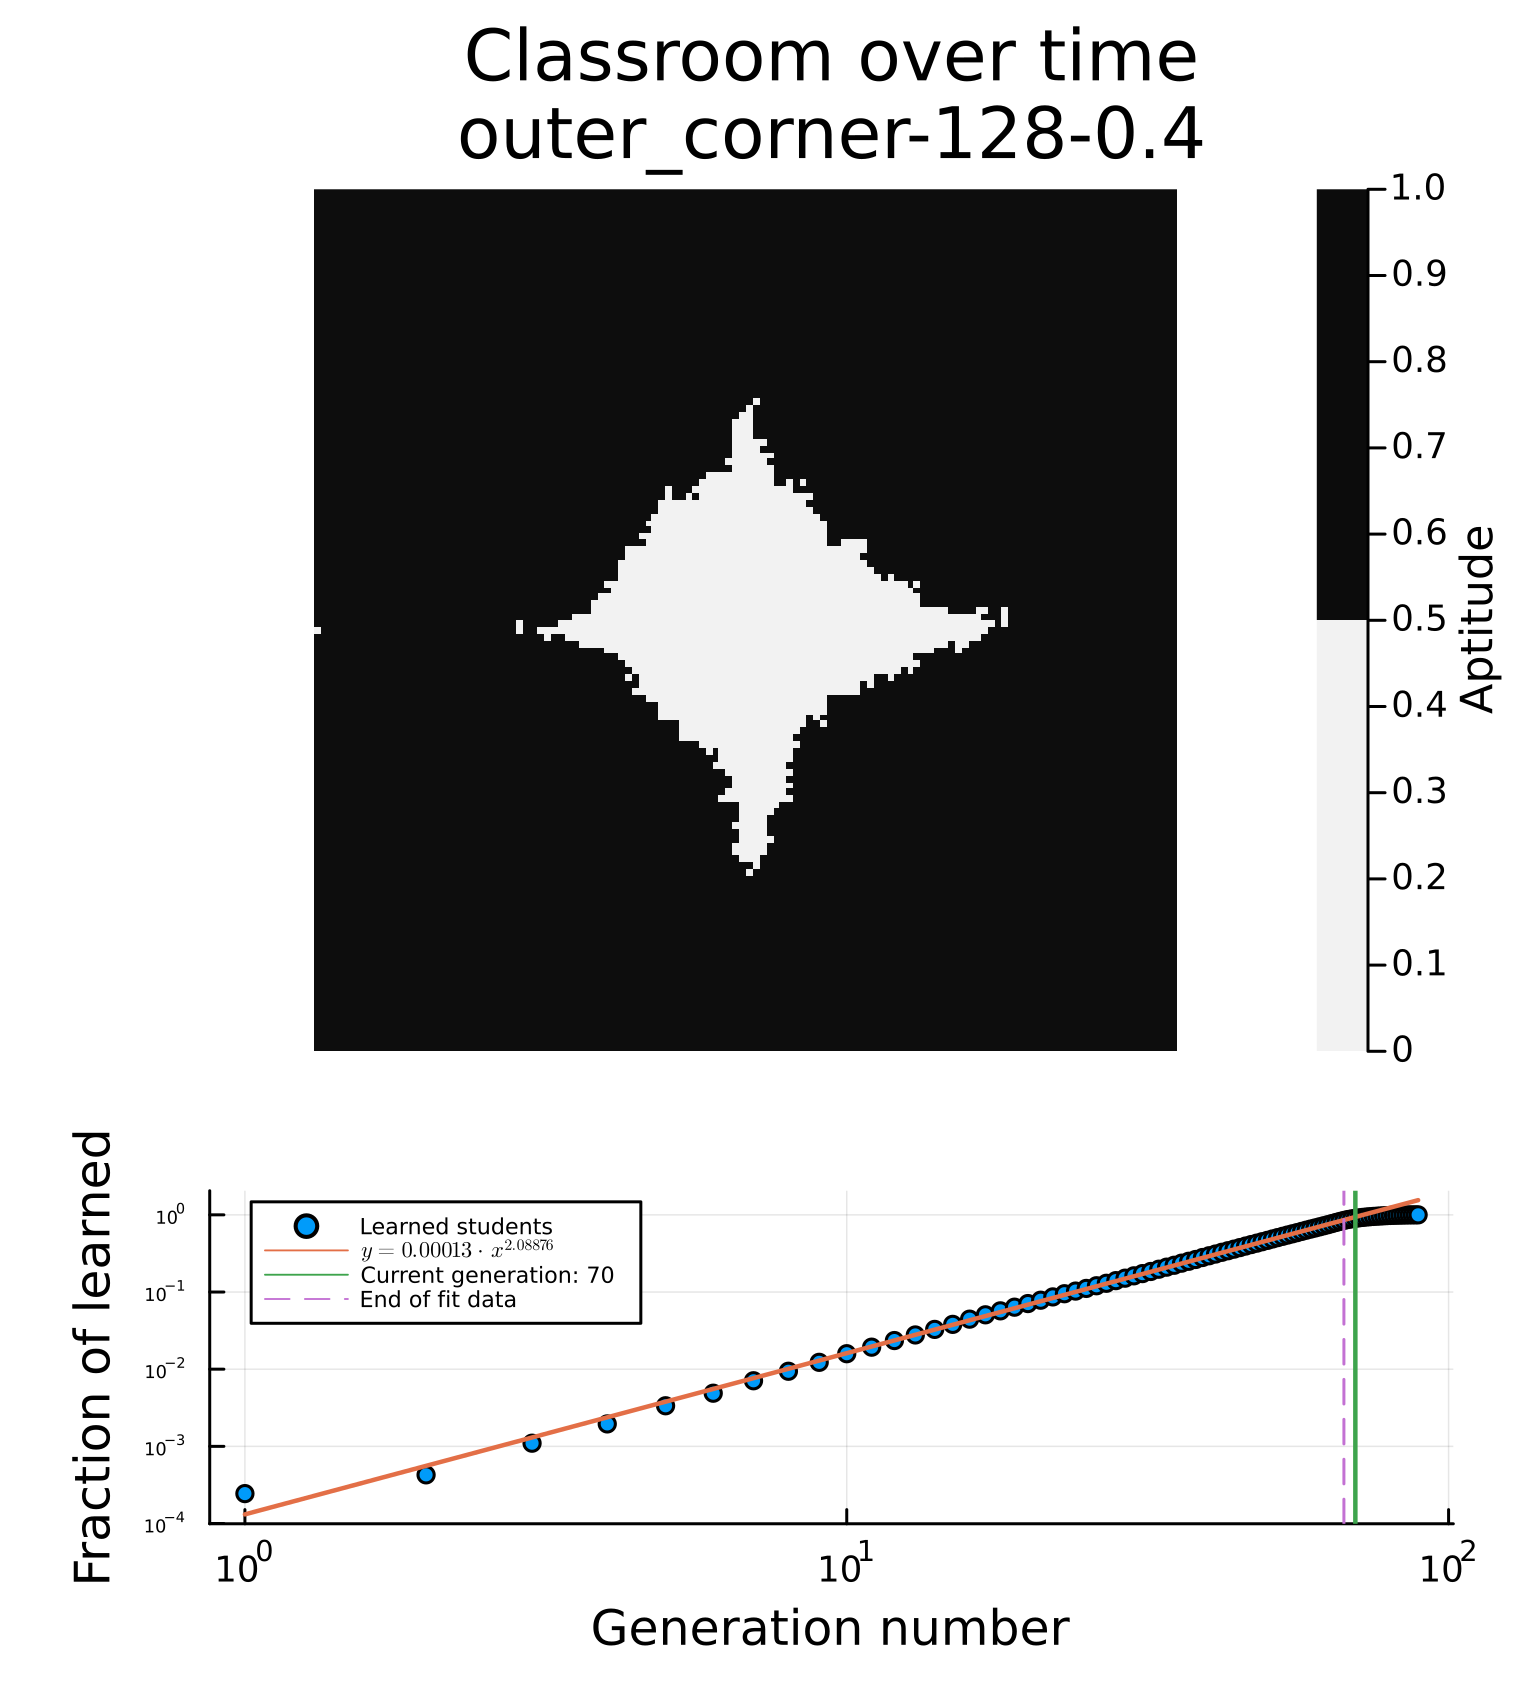 Classroom over time
outer_corner-128-0.4
1.0
0.9
0.8
0.7
0.6
0.5
0.4
0.3
0.2
0.1
0
Aptitude
Fraction of learned
10⁰
10⁻¹
10⁻²
10⁻³
10⁻⁴
Learned students
y = 0.00013 · x^2.08876
Current generation: 70
End of fit data
10⁰ 10¹ 10²
Generation number